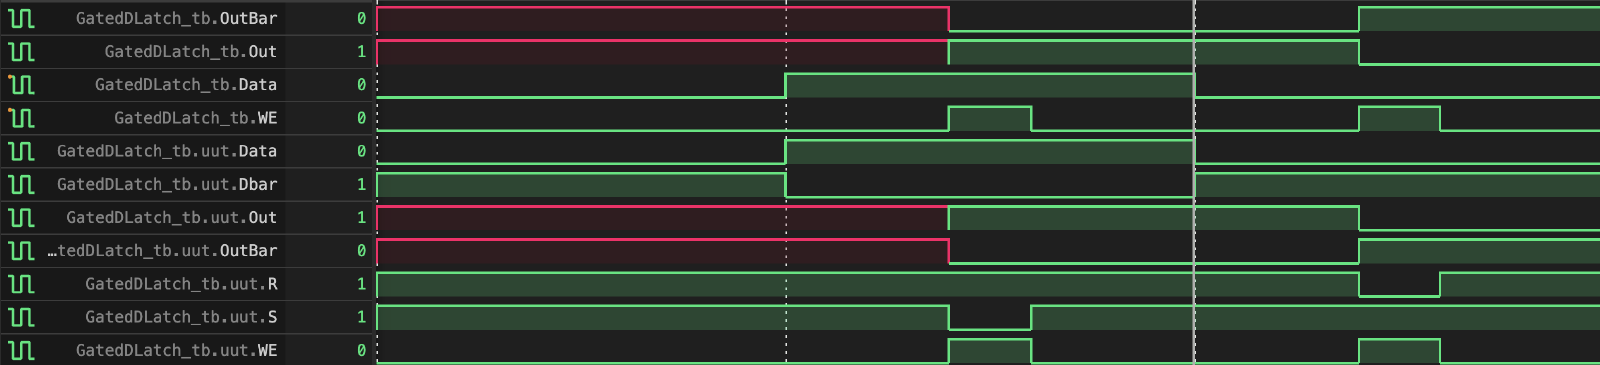 GatedDLatch_tb.OutBar 0
GatedDLatch_tb.Out 1
GatedDLatch_tb.Data 0
GatedDLatch_tb.WE 0
GatedDLatch_tb.uut.Data 0
GatedDLatch_tb.uut.Dbar 1
GatedDLatch_tb.uut.Out 1
…tedDLatch_tb.uut.OutBar 0
GatedDLatch_tb.uut.R 1
GatedDLatch_tb.uut.S 1
GatedDLatch_tb.uut.WE 0